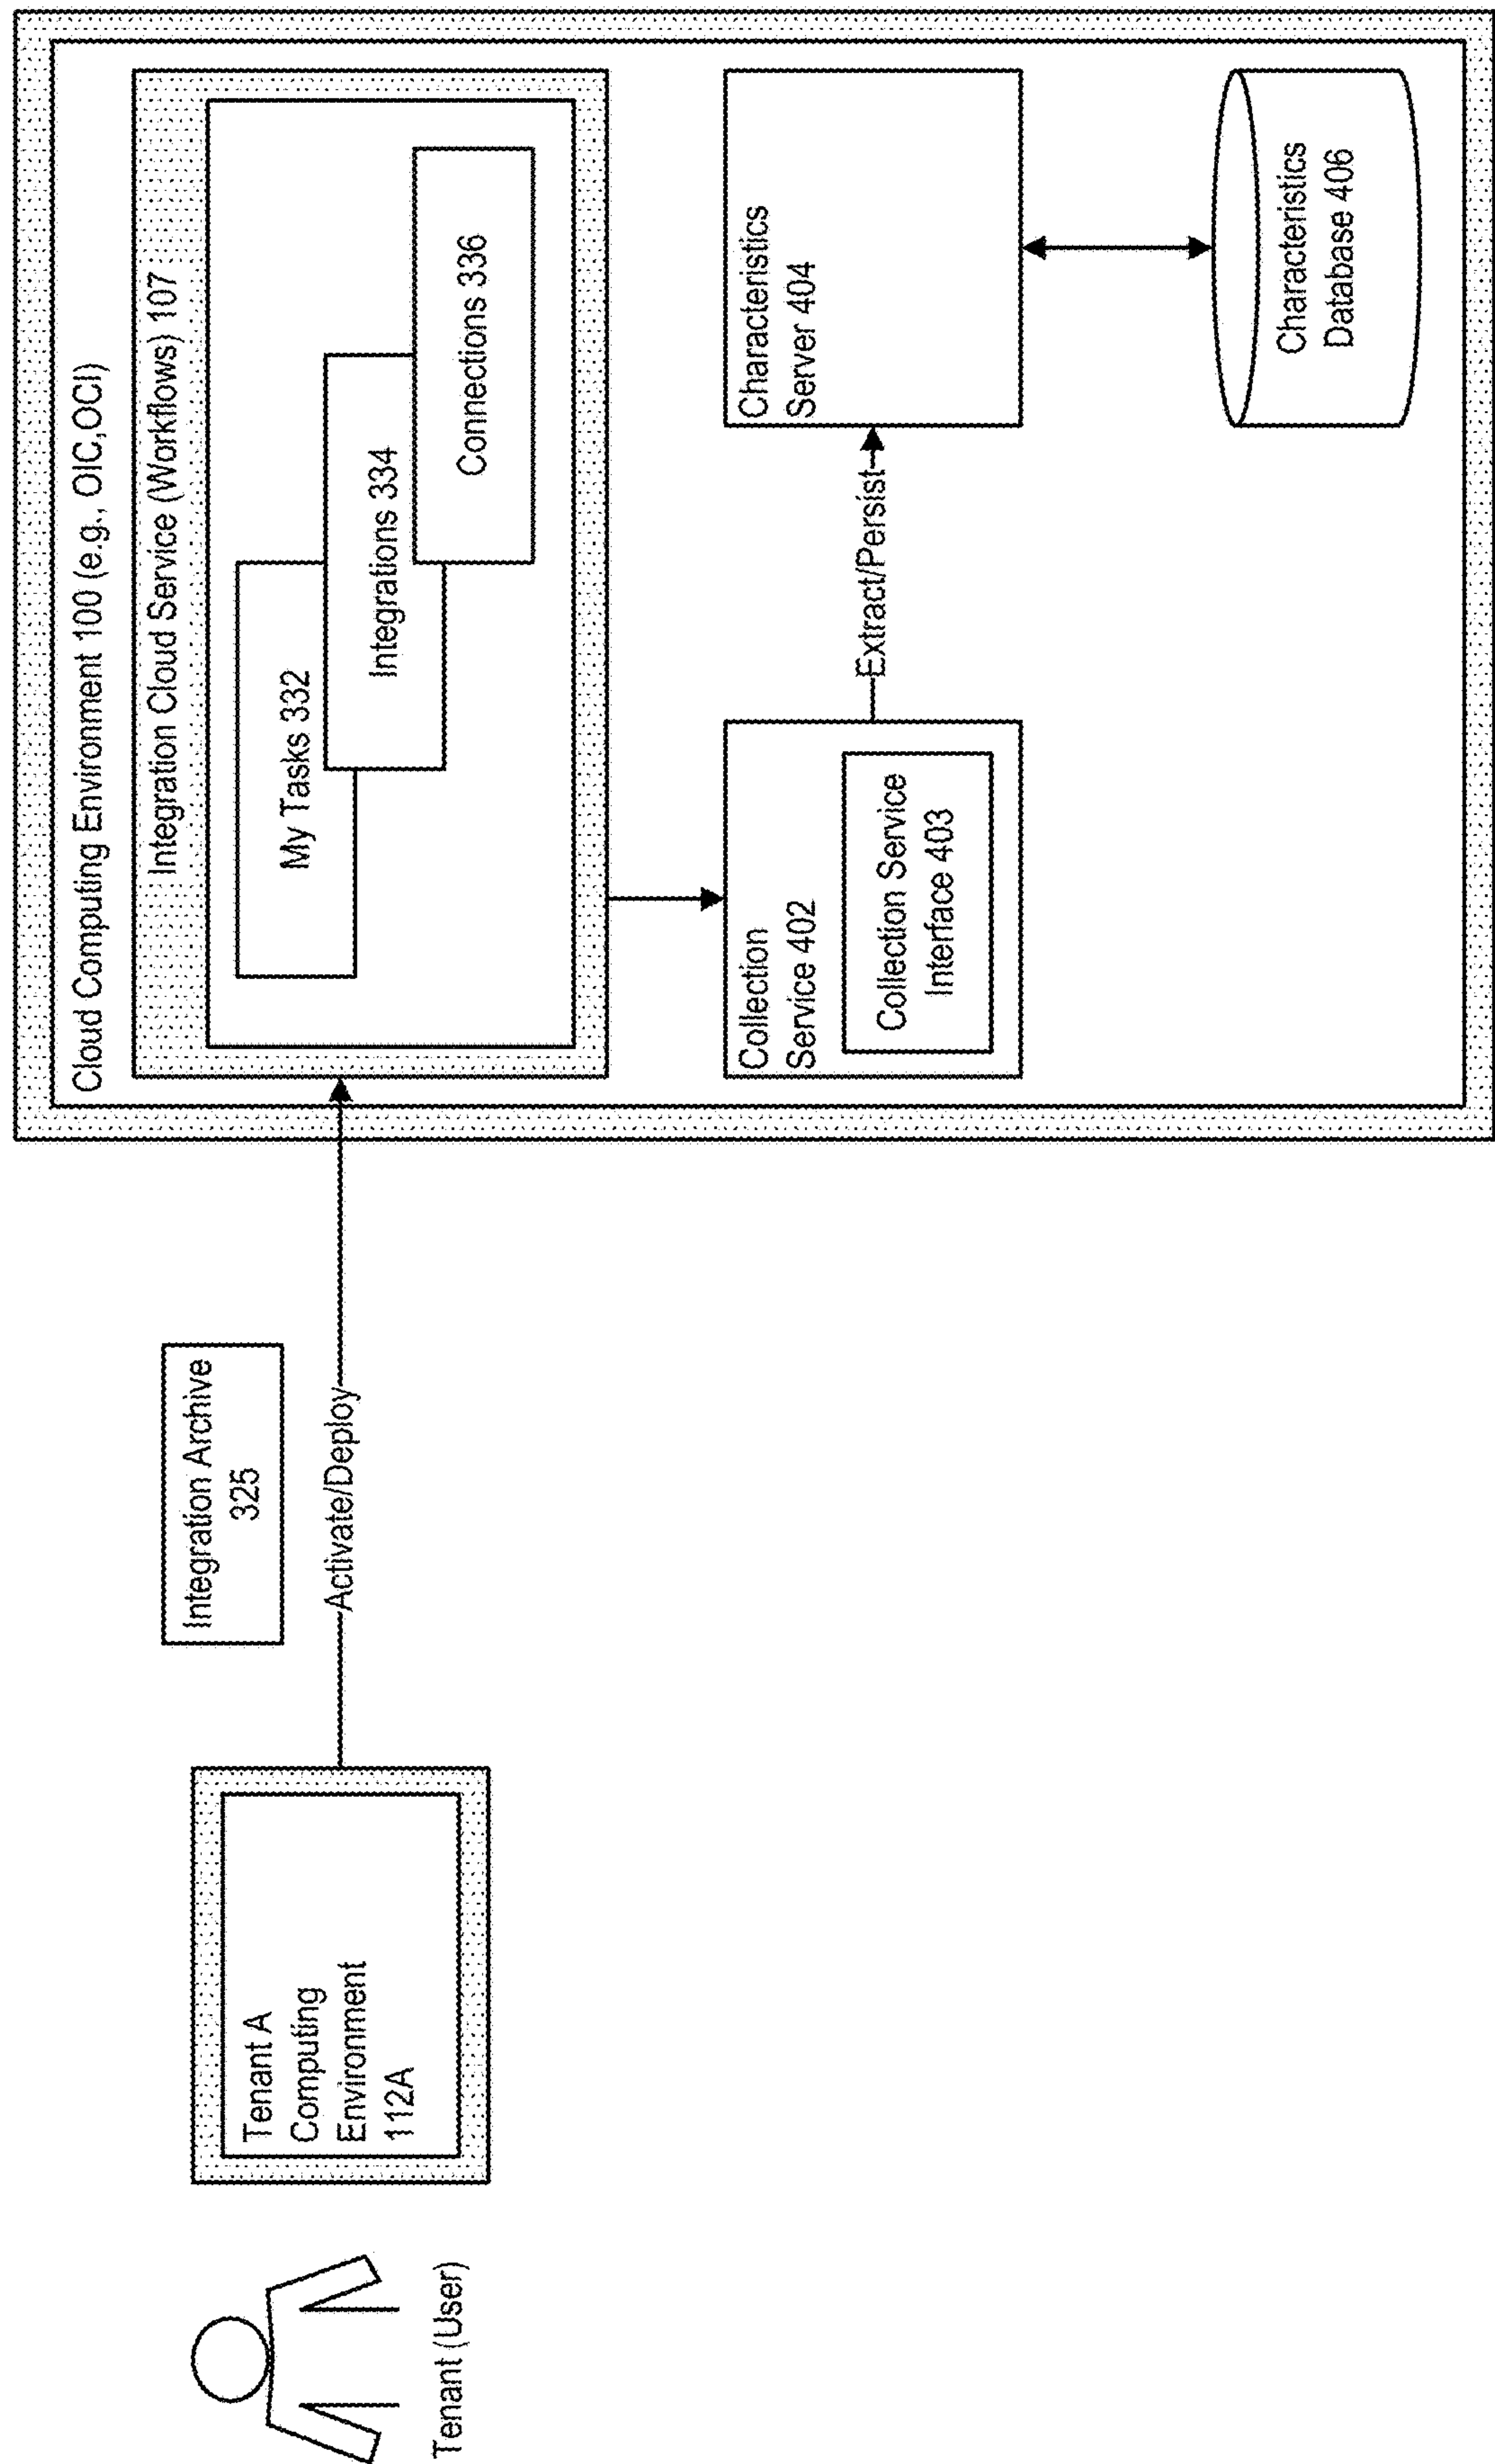 Cloud Computing Environment 100 (e.g., OIC,OCI)
Integration Cloud Service (Workflows) 107
My Tasks 332
Integrations 334
Connections 336
Integration Archive
325
Activate/Deploy
Tenant A
Computing
Environment
112A
Tenant (User)
Collection
Service 402
Collection Service
Interface 403
Extract/Persist
Characteristics
Server 404
Characteristics
Database 406